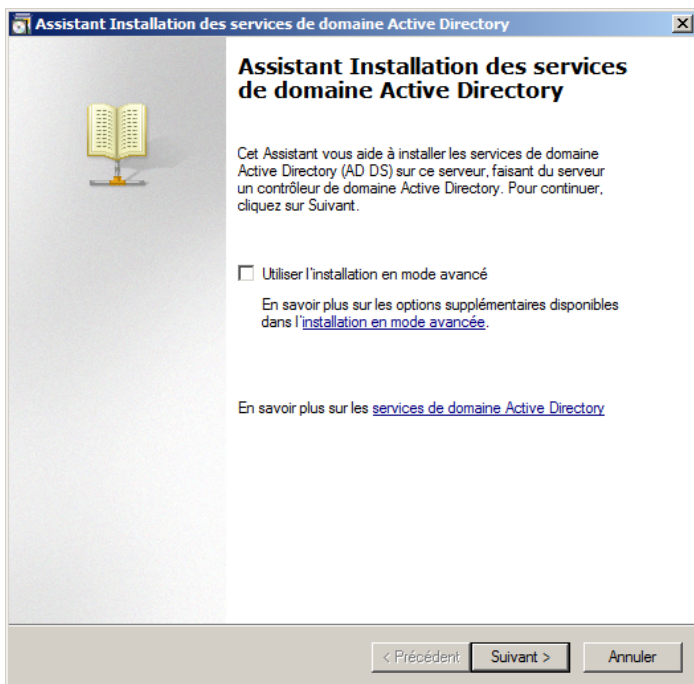 Assistant Installation des services de domaine Active Directory
Assistant Installation des services
de domaine Active Directory
Cet Assistant vous aide à installer les services de domaine
Active Directory (AD DS) sur ce serveur, faisant du serveur
un contrôleur de domaine Active Directory. Pour continuer,
cliquez sur Suivant.
Utiliser l'installation en mode avancé
En savoir plus sur les options supplémentaires disponibles
dans l'installation en mode avancée.
En savoir plus sur les services de domaine Active Directory
< Précédent
Suivant >
Annuler